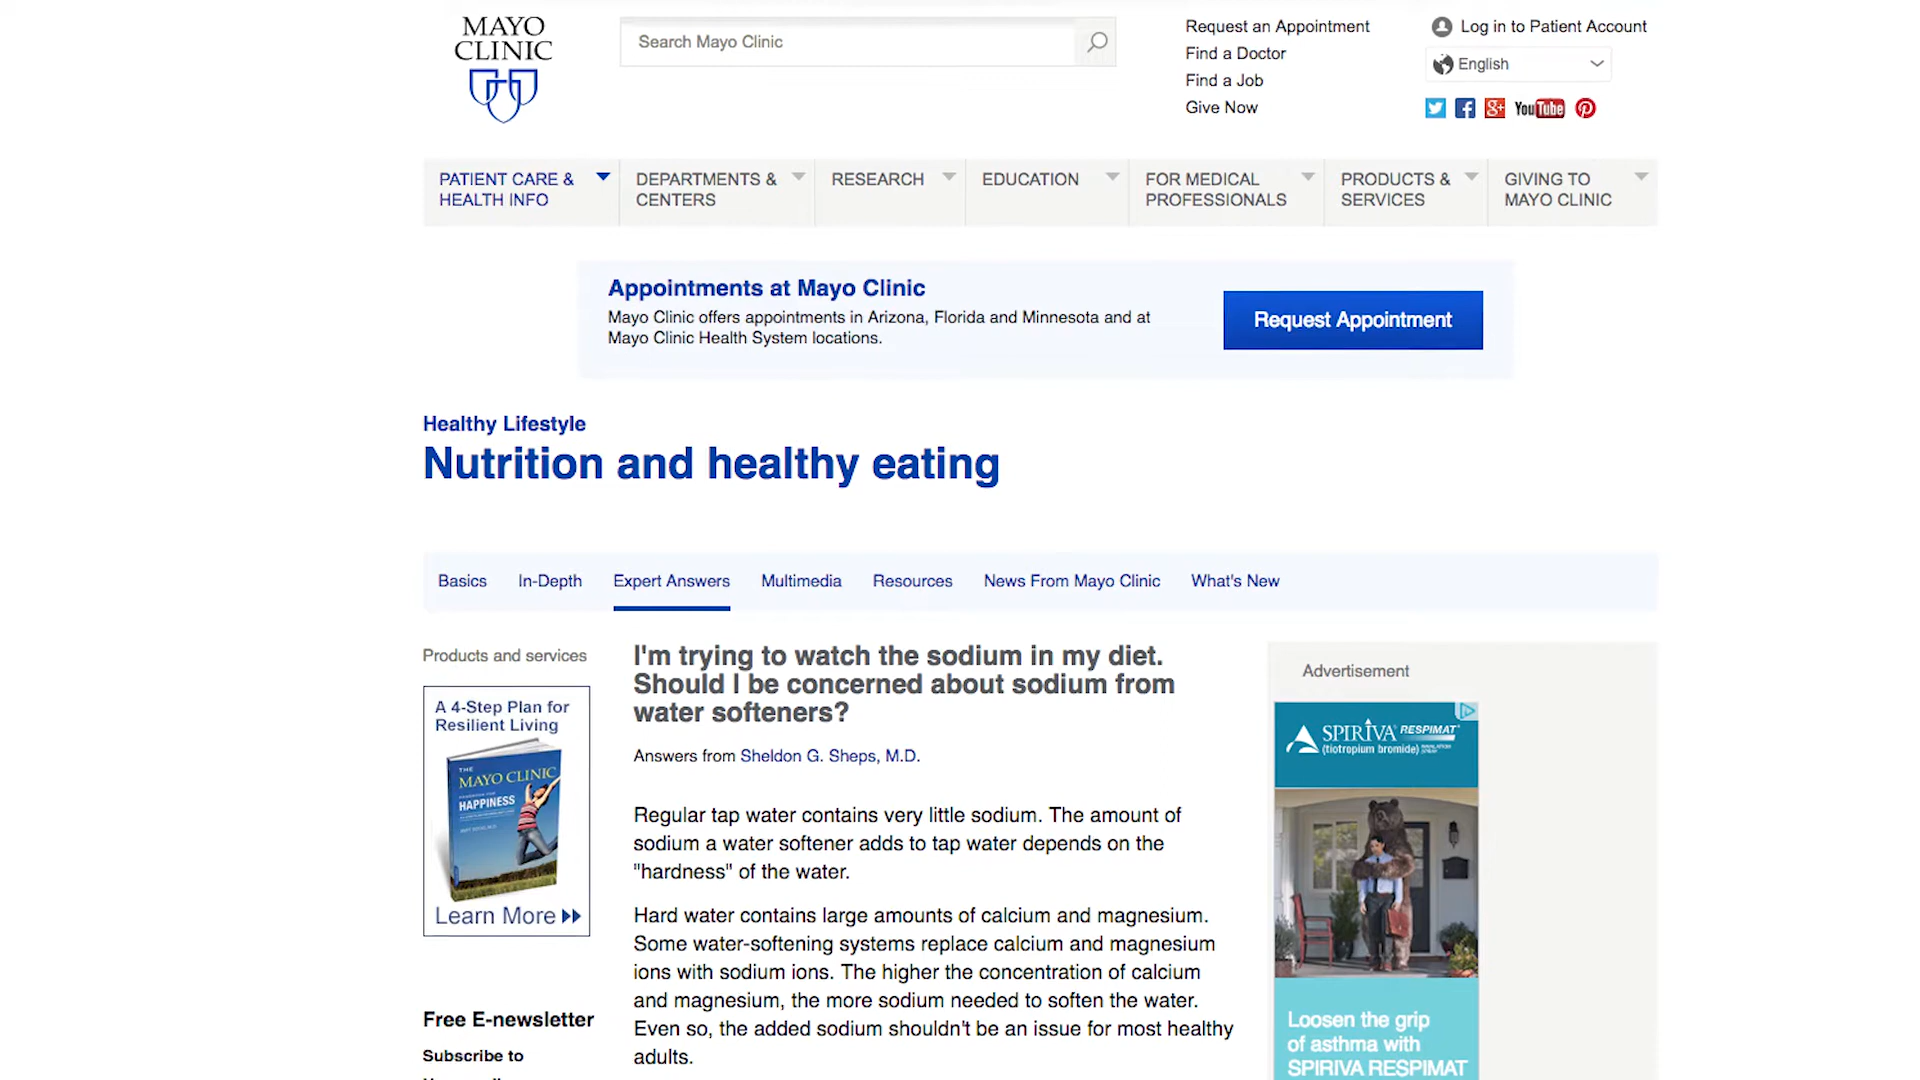 MAYO
CLINIC
Search Mayo Clinic
Request an Appointment
Find a Doctor
Find a Job
Give Now
Log in to Patient Account
English
You Tube
PATIENT CARE &
HEALTH INFO
DEPARTMENTS &
CENTERS
RESEARCH
EDUCATION
FOR MEDICAL
PROFESSIONALS
PRODUCTS &
SERVICES
GIVING TO
MAYO CLINIC
Appointments at Mayo Clinic
Mayo Clinic offers appointments in Arizona, Florida and Minnesota and at
Mayo Clinic Health System locations.
Request Appointment
Healthy Lifestyle
Nutrition and healthy eating
Basics
In-Depth
Expert Answers
Multimedia
Resources
News From Mayo Clinic
What's New
Products and services
A 4-Step Plan for
Resilient Living
THE
MAYO CLINIC
HAPPINESS
Learn More
Free E-newsletter
Subscribe to
I'm trying to watch the sodium in my diet.
Should I be concerned about sodium from
water softeners?
Answers from Sheldon G. Sheps, M.D.
Regular tap water contains very little sodium. The amount of
sodium a water softener adds to tap water depends on the
"hardness" of the water.
Hard water contains large amounts of calcium and magnesium.
Some water-softening systems replace calcium and magnesium
ions with sodium ions. The higher the concentration of calcium
and magnesium, the more sodium needed to soften the water.
Even so, the added sodium shouldn't be an issue for most healthy
adults.
Advertisement
SPIRIVA RESPIMAT
(tiotropium bromide)
Loosen the grip
of asthma with
SPIRIVA RESPIMAT